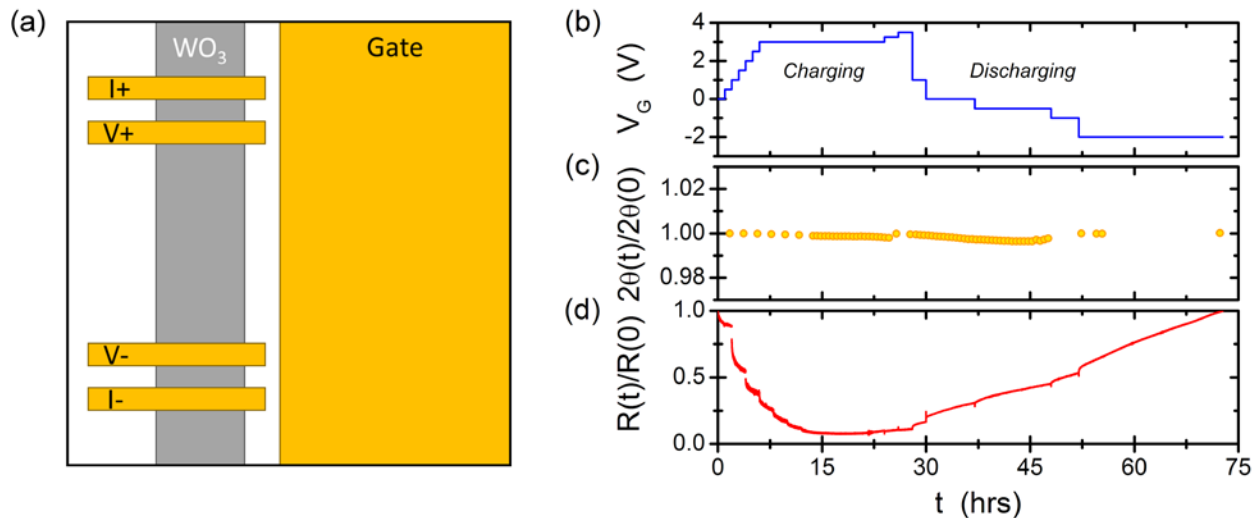 (a)
WO₃
Gate
I+
V+
V-
I-
(b)
V_G (V)
4
2
0
-2
Charging
Discharging
(c)
2θ(t)/2θ(0)
1.02
1.00
0.98
(d)
R(t)/R(0)
1.0
0.5
0.0
0
15
30
45
60
75
t (hrs)